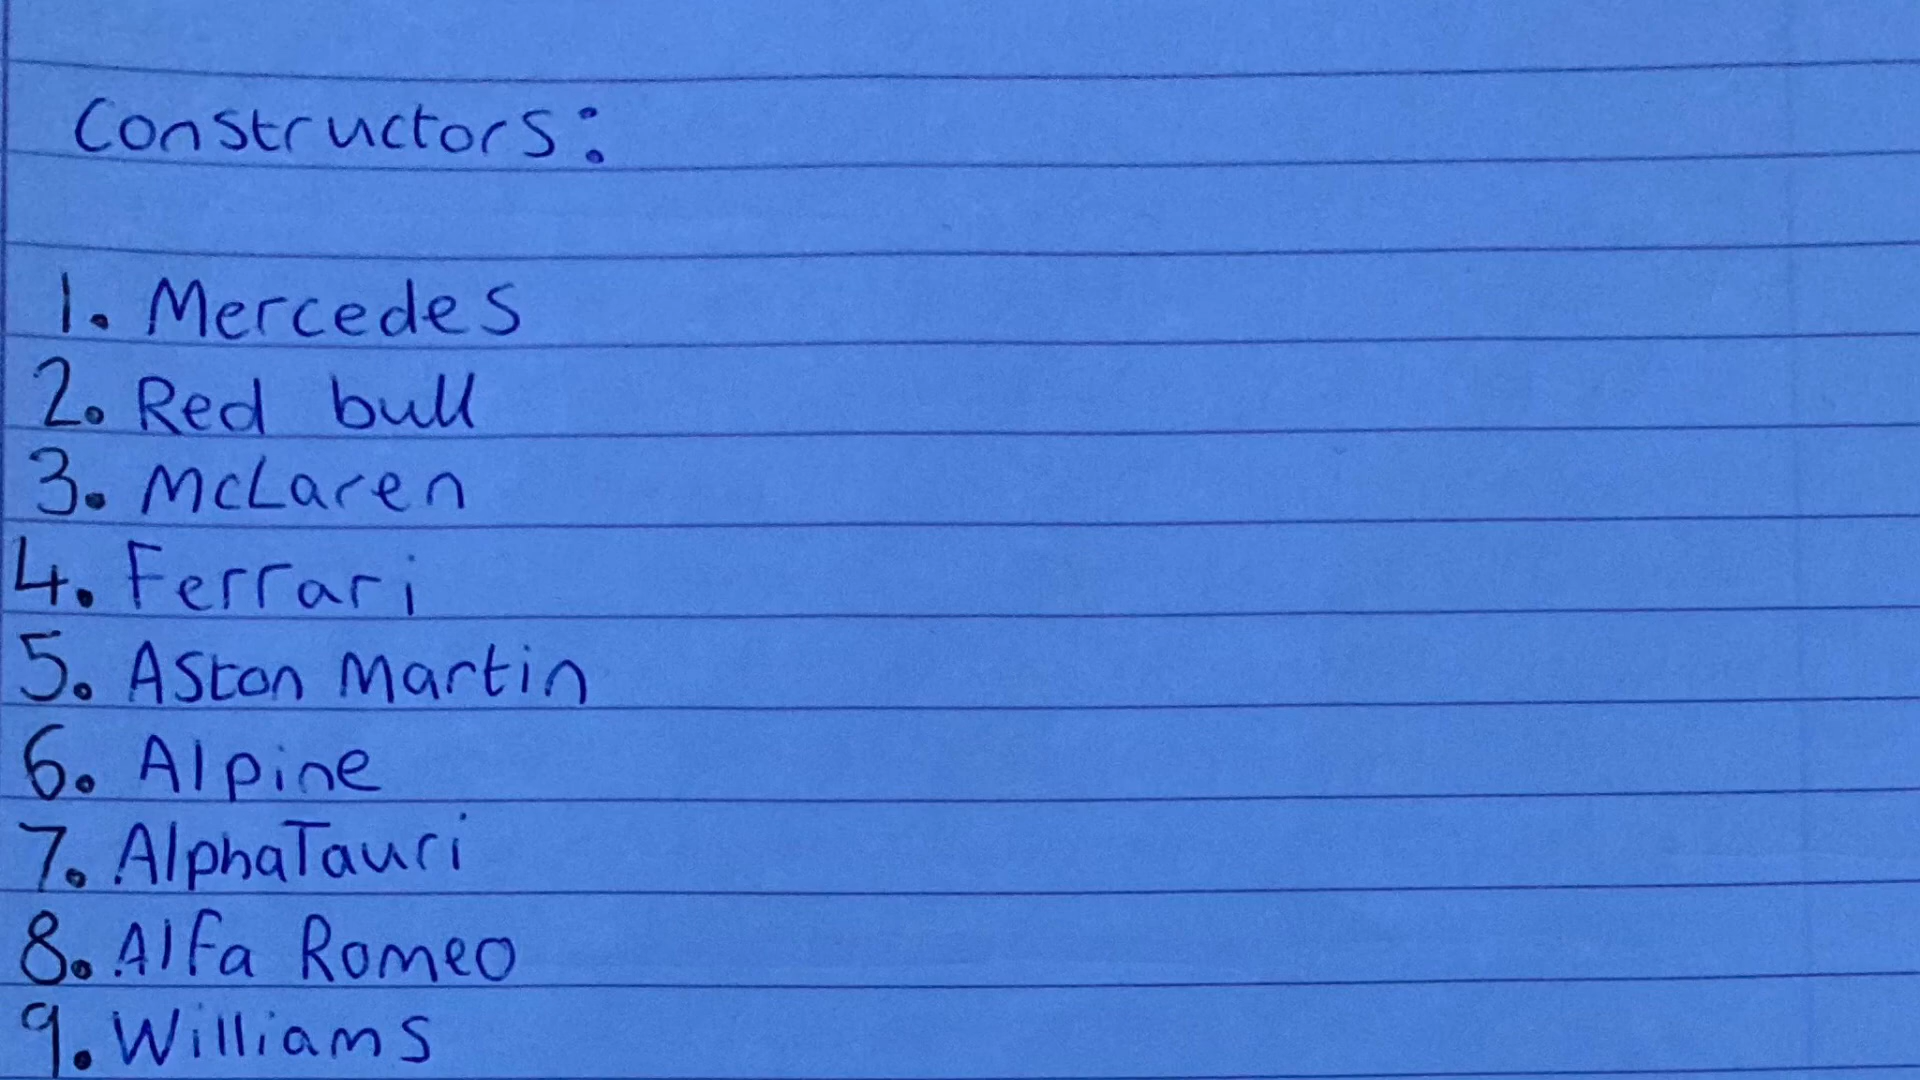 Constructors:
1. Mercedes
2. Red bull
3. McLaren
4. Ferrari
5. Aston Martin
6. Alpine
7. AlphaTauri
8. Alfa Romeo
9. Williams